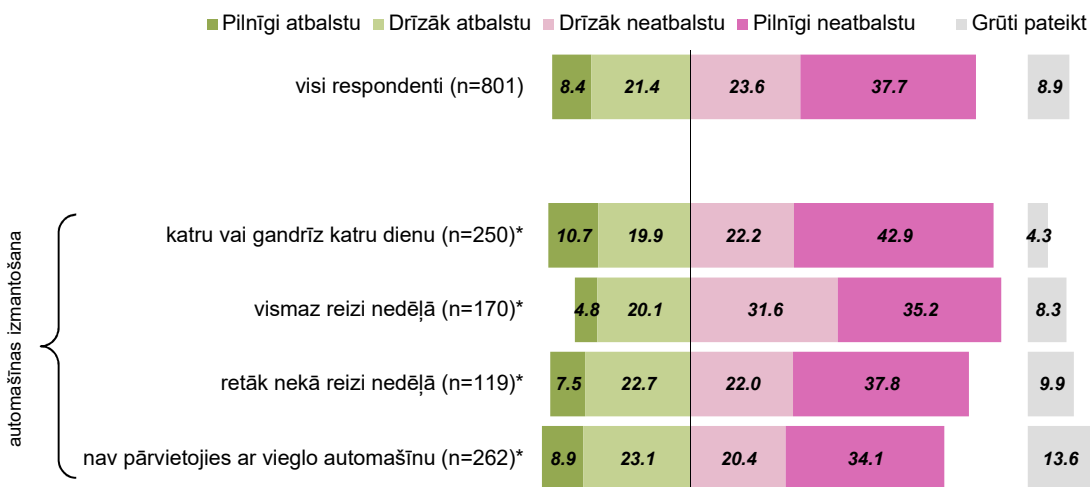 Pilnīgi atbalstu Drīzāk atbalstu Drīzāk neatbalstu Pilnīgi neatbalstu Grūti pateikt
visi respondenti (n=801) 8.4 21.4 23.6 37.7 8.9
automašīnas izmantošana
katru vai gandrīz katru dienu (n=250)* 10.7 19.9 22.2 42.9 4.3
vismaz reizi nedēļā (n=170)* 4.8 20.1 31.6 35.2 8.3
retāk nekā reizi nedēļā (n=119)* 7.5 22.7 22.0 37.8 9.9
nav pārvietojies ar vieglo automašīnu (n=262)* 8.9 23.1 20.4 34.1 13.6